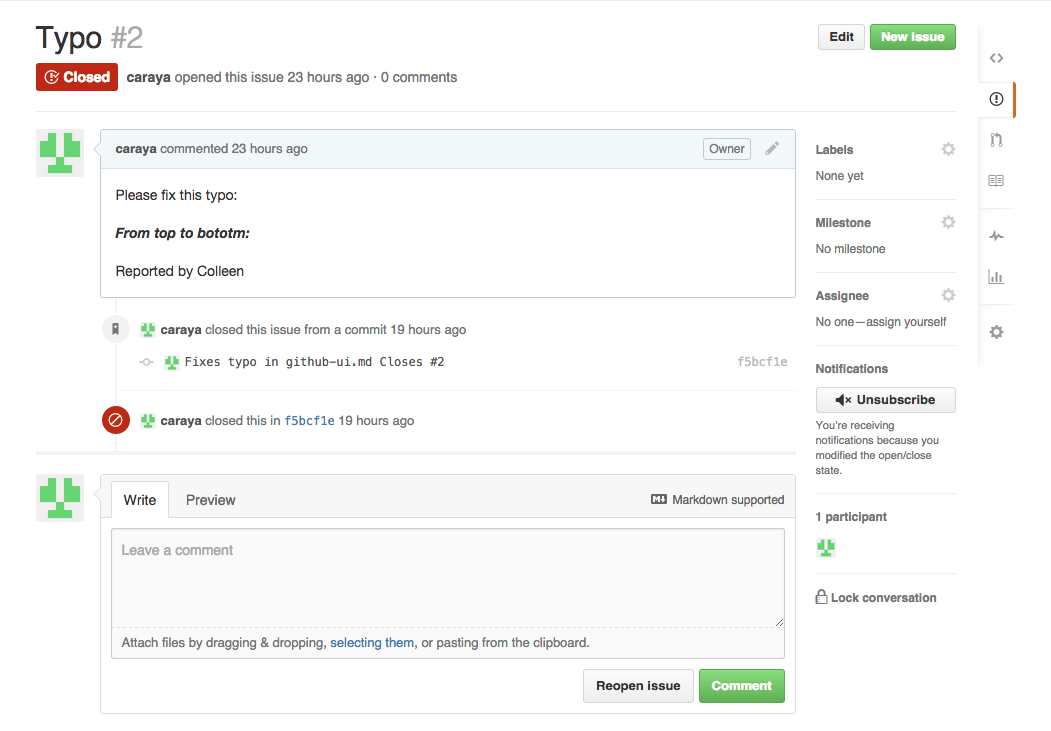 Typo #2
Edit
New Issue
Closed
caraya opened this issue 23 hours ago · 0 comments
caraya commented 23 hours ago
Owner
Please fix this typo:
From top to bototm:
Reported by Colleen
caraya closed this issue from a commit 19 hours ago
Fixes typo in github-ui.md Closes #2
f5bcf1e
caraya closed this in f5bcf1e 19 hours ago
Write
Preview
Markdown supported
Leave a comment
Attach files by dragging & dropping, selecting them, or pasting from the clipboard.
Reopen issue
Comment
Labels
None yet
Milestone
No milestone
Assignee
No one—assign yourself
Notifications
Unsubscribe
You're receiving
notifications because you
modified the open/close
state.
1 participant
Lock conversation